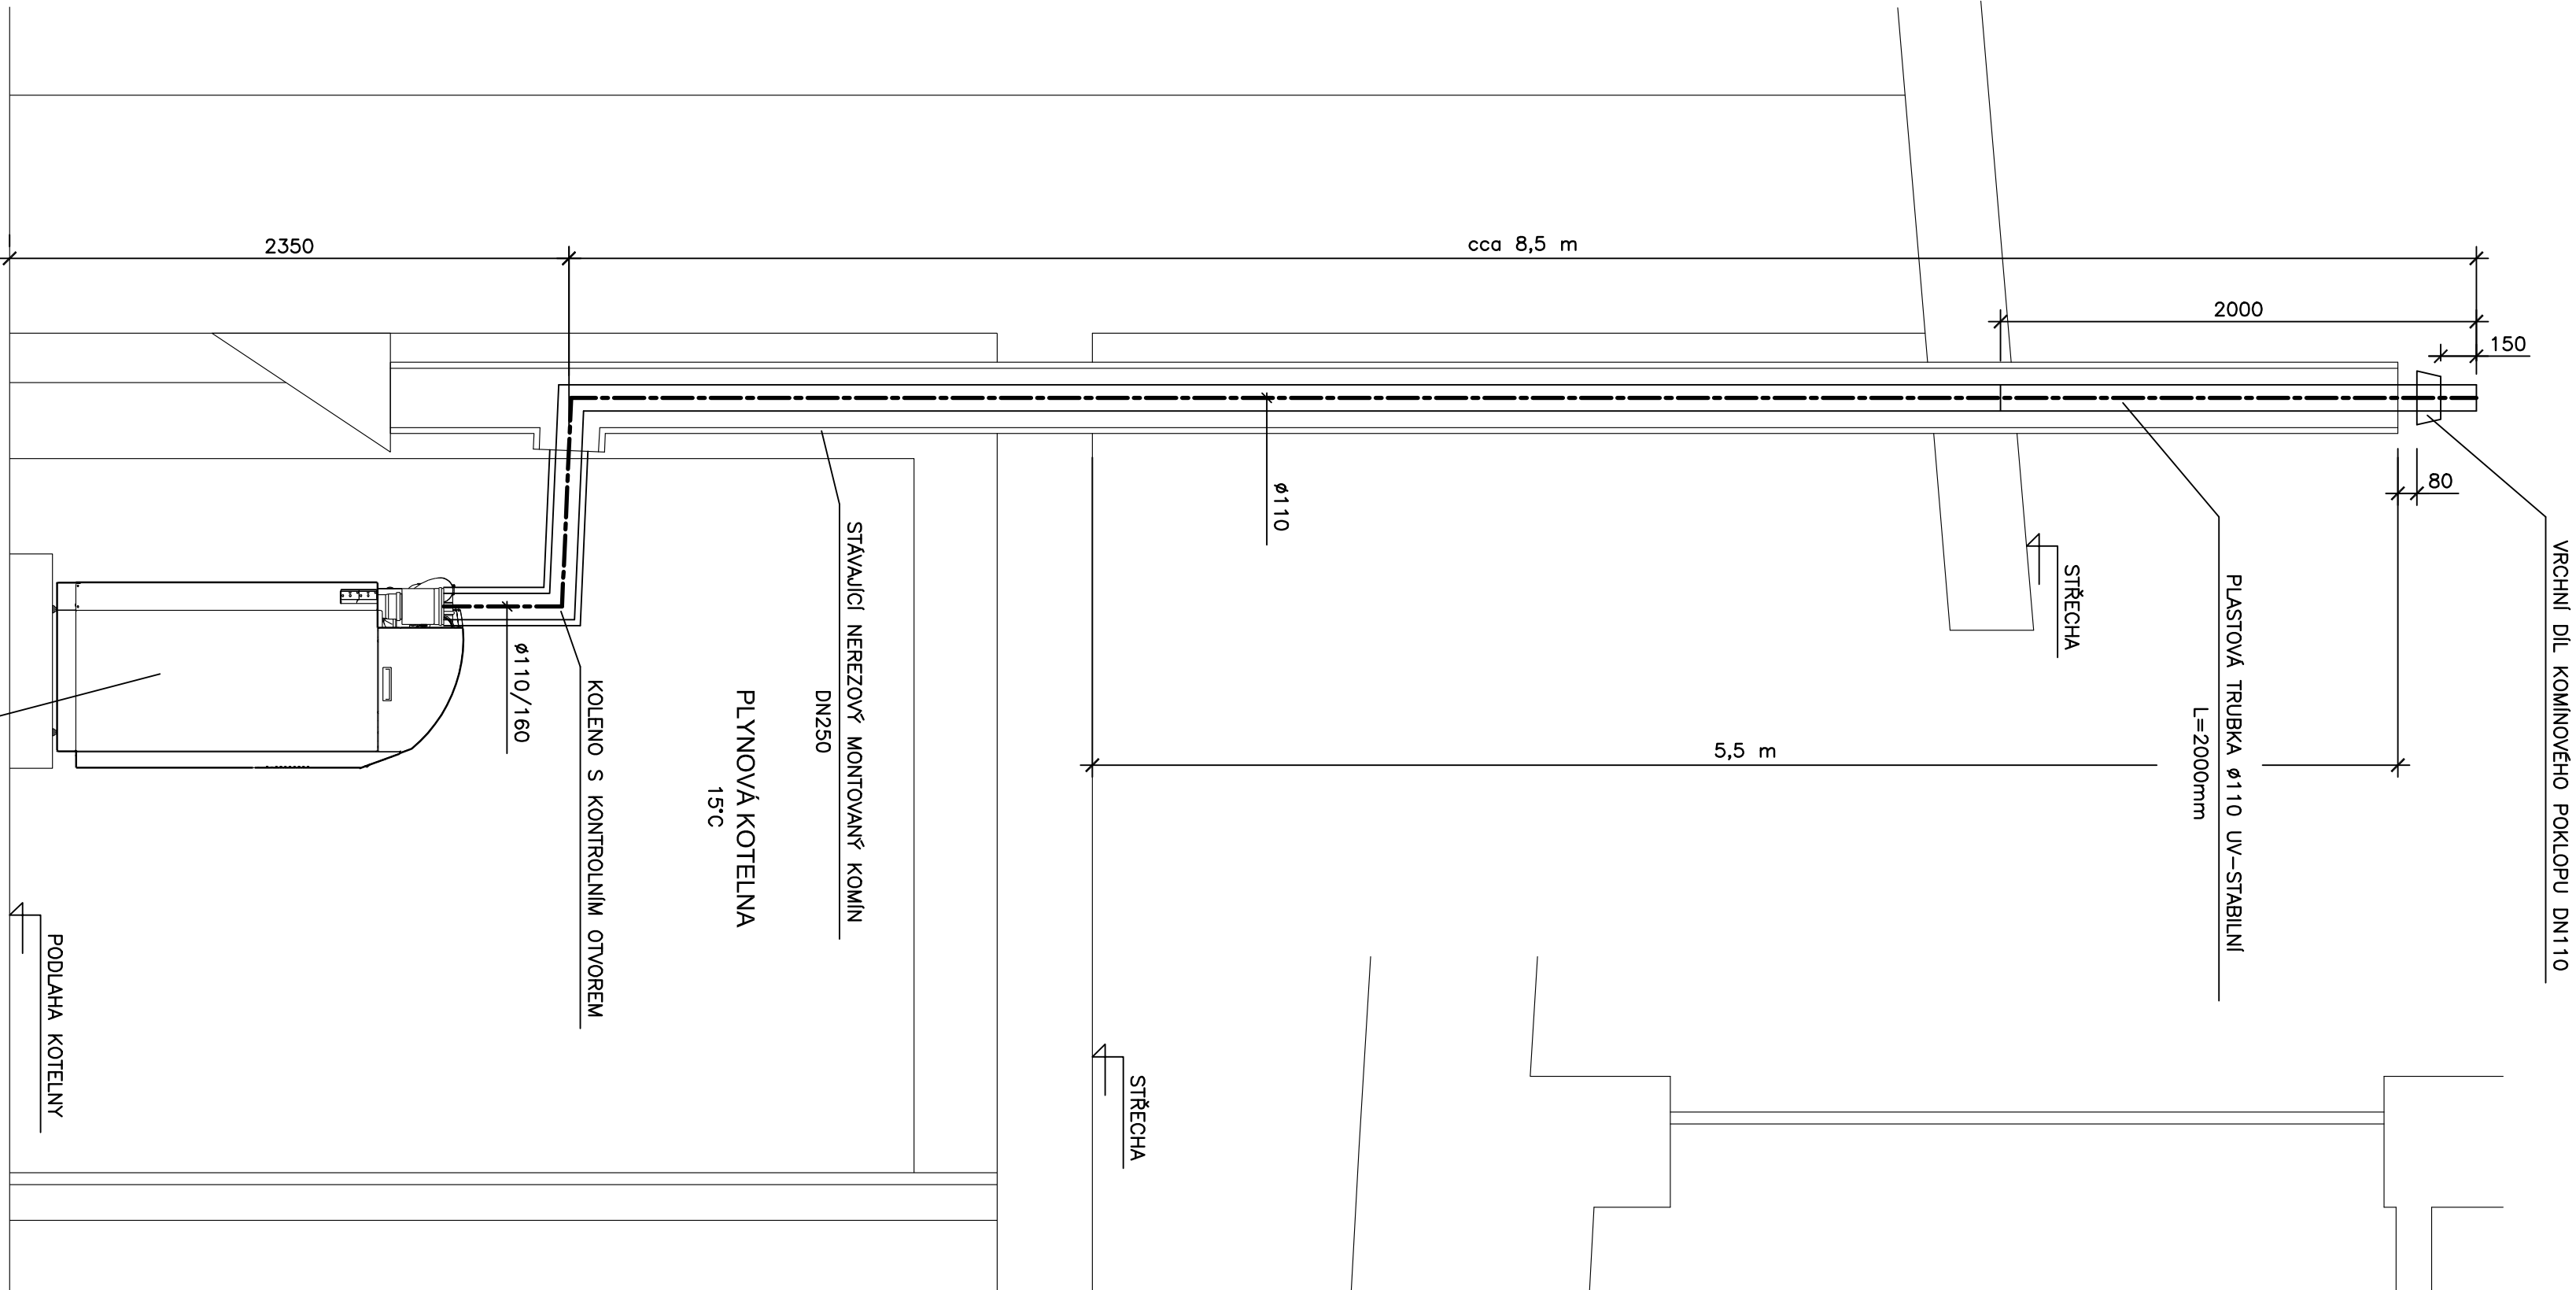 2350
cca 8,5 m
2000
150
80
VRCHNÍ DÍL KOMÍNOVÉHO POKLOPU DN110
PLASTOVÁ TRUBKA ø110 UV-STABILNÍ
L=2000mm
STŘECHA
ø110
5,5 m
STÁVAJÍCÍ NEREZOVÝ MONTOVANÝ KOMÍN
DN250
PLYNOVÁ KOTELNA
15°C
KOLENO S KONTROLNÍM OTVOREM
ø110/160
STŘECHA
PODLAHA KOTELNY